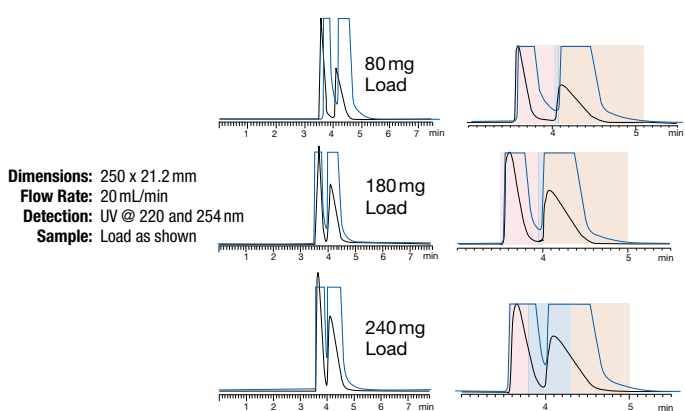 80 mg
Load
1 2 3 4 5 6 7 min
4 5 min
Dimensions: 250 x 21.2 mm
Flow Rate: 20 mL/min
Detection: UV @ 220 and 254 nm
Sample: Load as shown
180 mg
Load
1 2 3 4 5 6 7 min
4 5 min
240 mg
Load
1 2 3 4 5 6 7 min
4 5 min